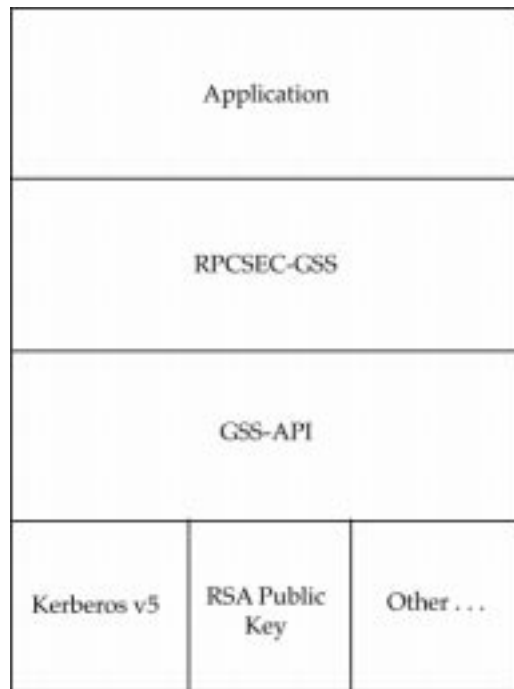 Application
RPCSEC-GSS
GSS-API
Kerberos v5
RSA Public
Key
Other . . .